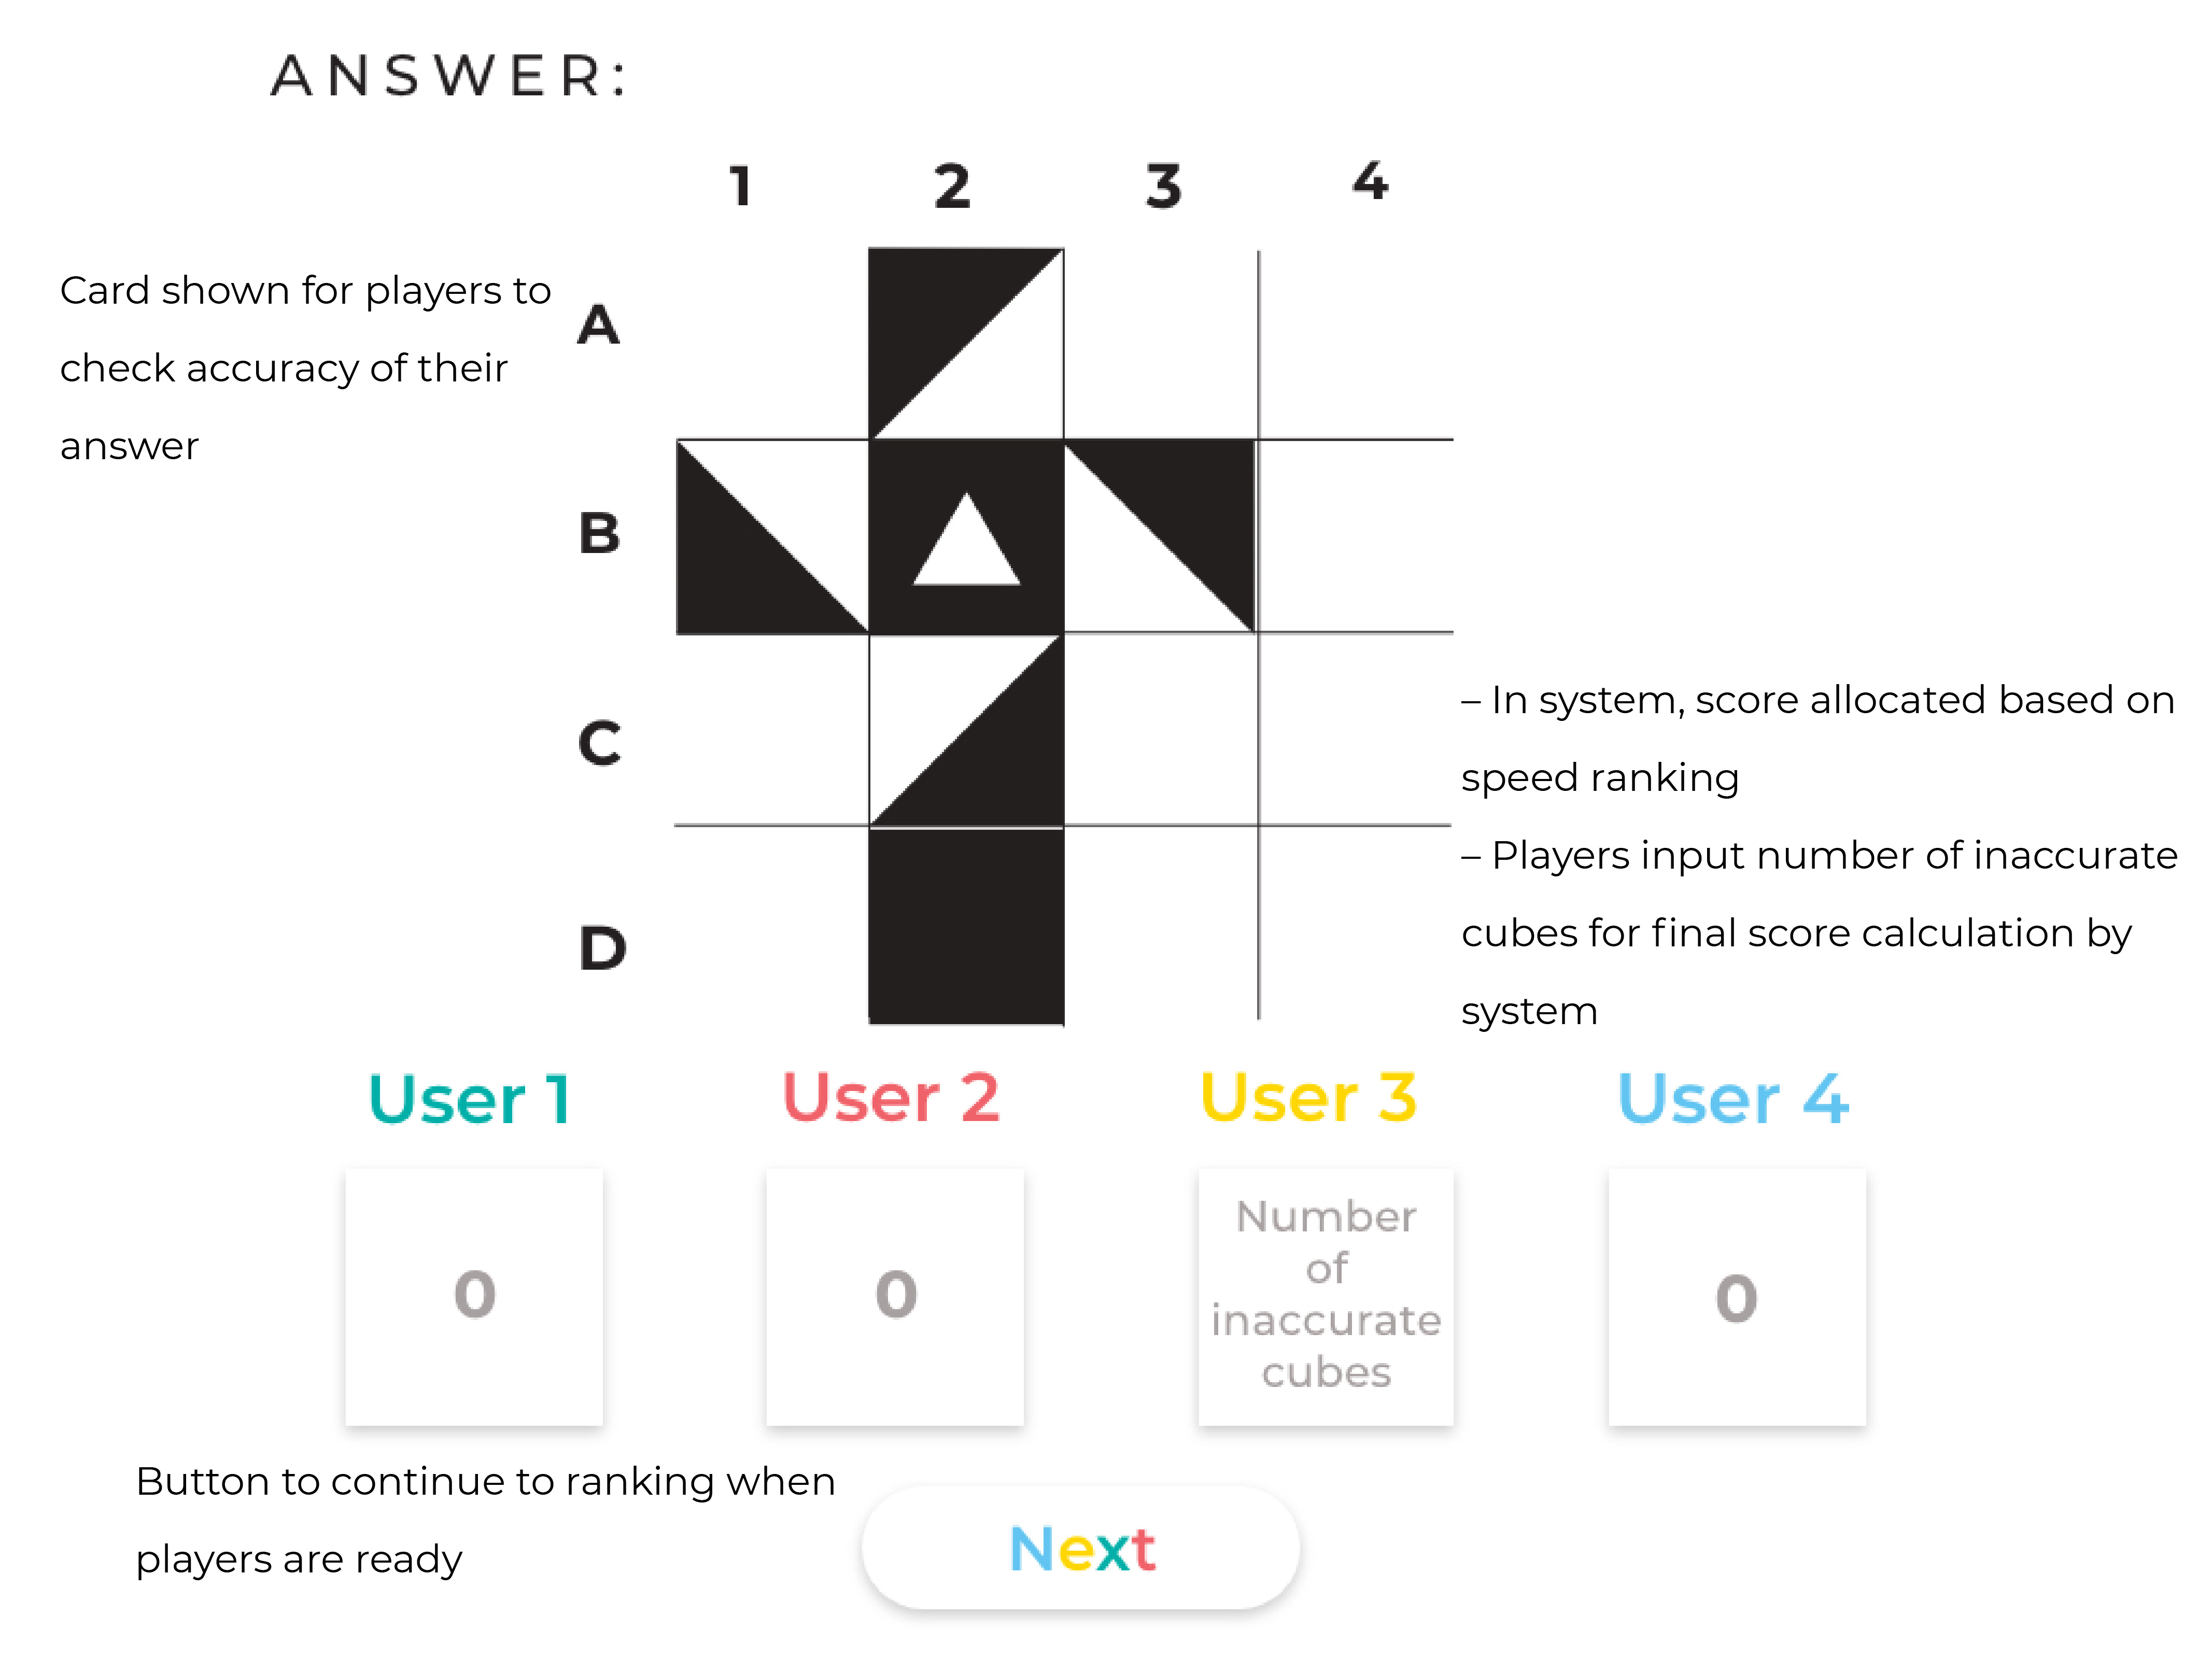 ANSWER:
1 2 3 4
Card shown for players to
check accuracy of their
answer
A
B
C
D
– In system, score allocated based on
speed ranking
– Players input number of inaccurate
cubes for final score calculation by
system
User 1 User 2 User 3 User 4
0
0
Number
of
inaccurate
cubes
0
Button to continue to ranking when
players are ready
Next